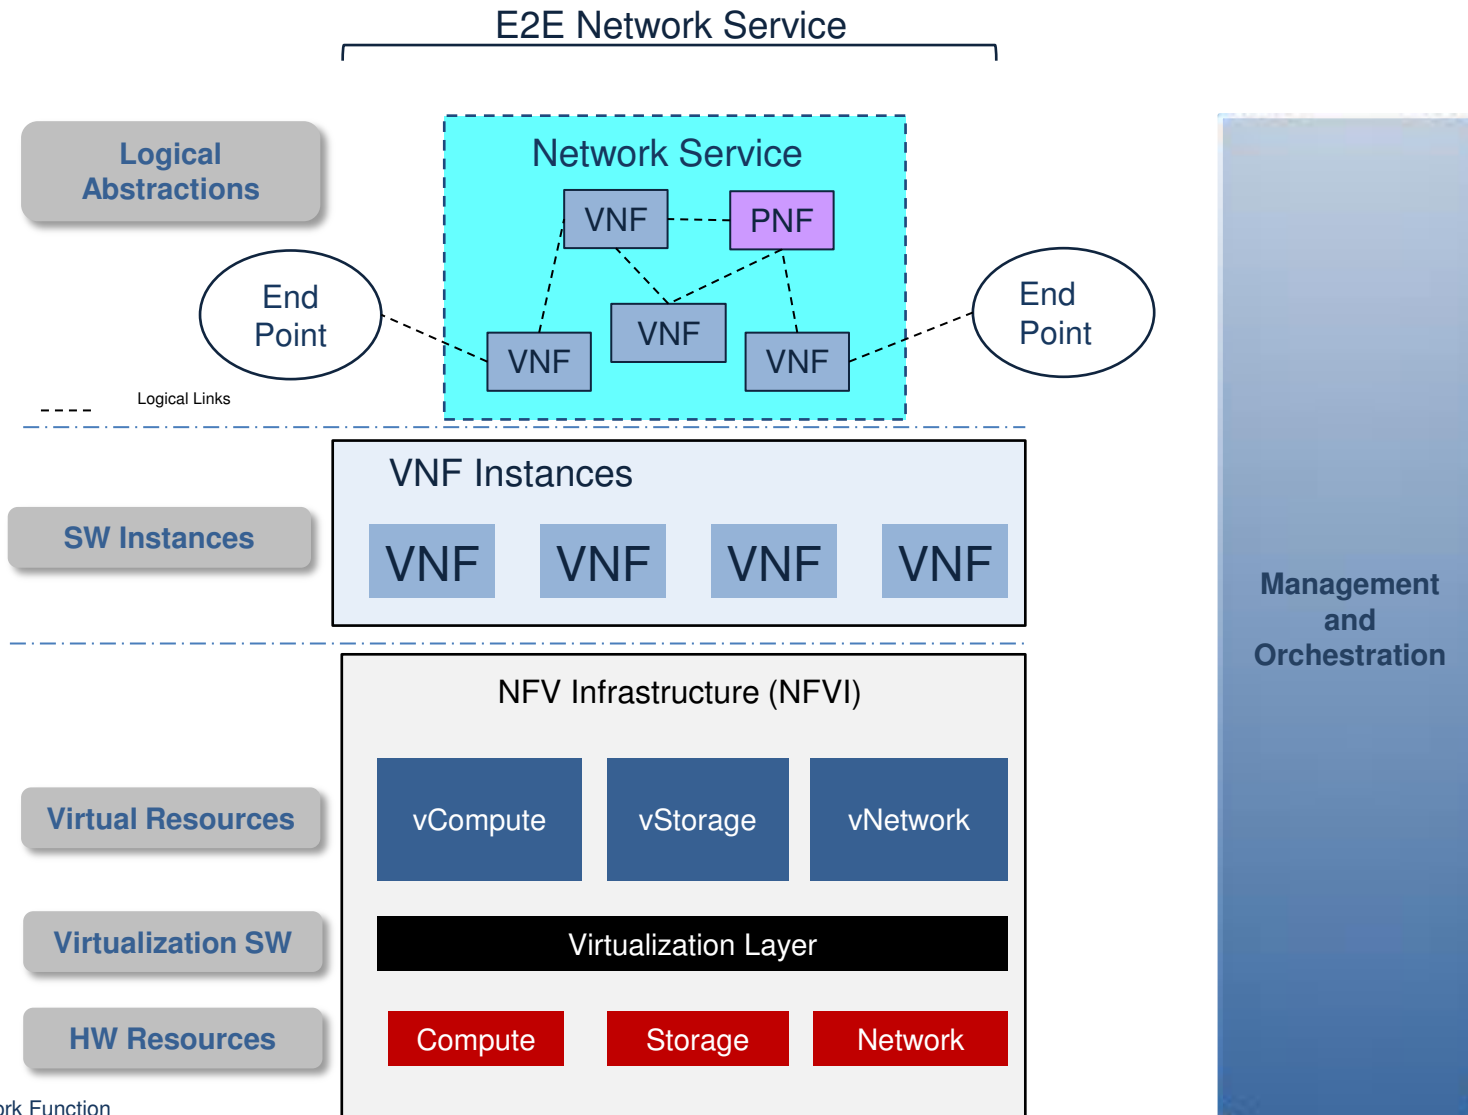 E2E Network Service
Logical
Abstractions
Network Service
VNF
PNF
End
Point
End
Point
VNF
VNF
VNF
Logical Links
VNF Instances
SW Instances
VNF
VNF
VNF
VNF
Management
and
Orchestration
NFV Infrastructure (NFVI)
Virtual Resources
vCompute
vStorage
vNetwork
Virtualization SW
Virtualization Layer
HW Resources
Compute
Storage
Network
Function